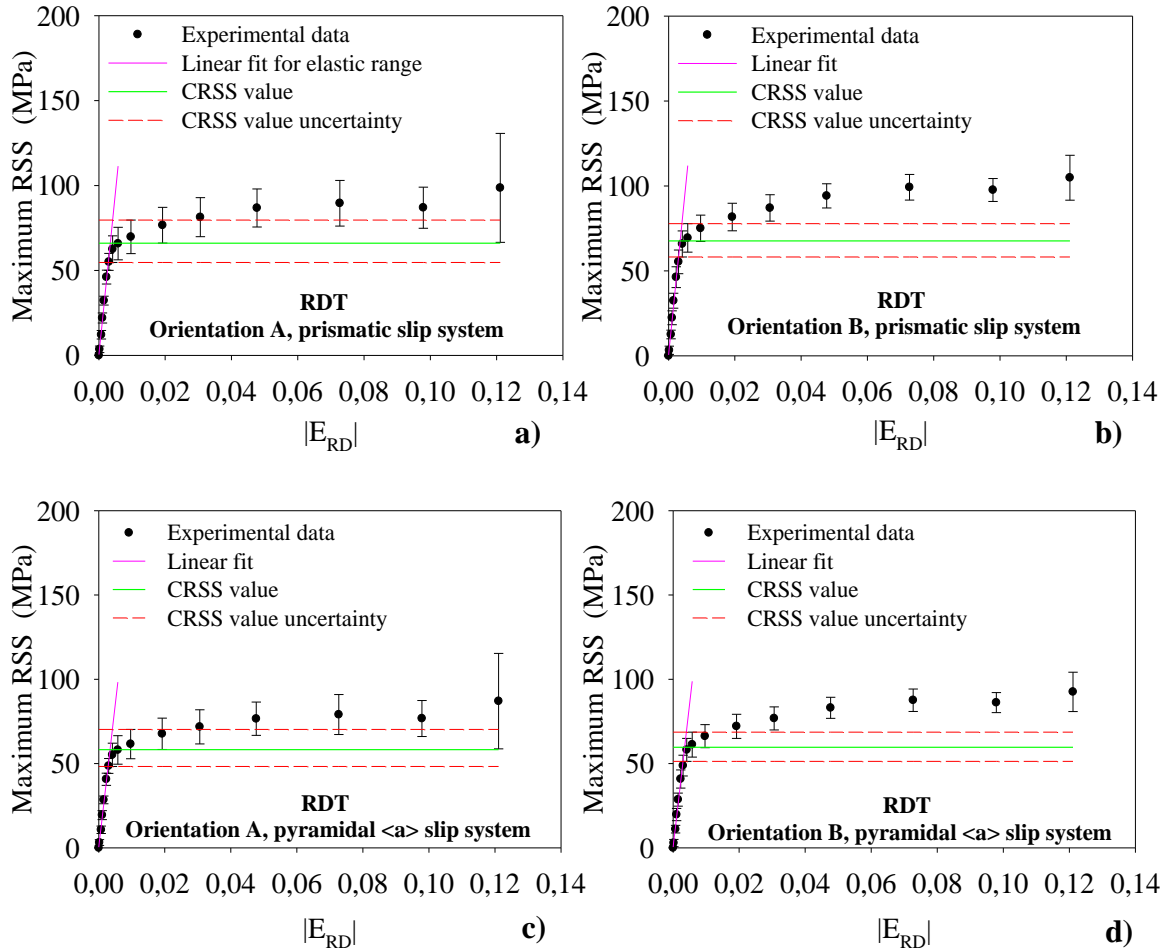 200
150
100
50
0
Maximum RSS (MPa)
Experimental data
Linear fit for elastic range
CRSS value
CRSS value uncertainty
RDT
Orientation A, prismatic slip system
0,00 0,02 0,04 0,06 0,08 0,10 0,12 0,14
|E_RD|
a)
200
150
100
50
0
Maximum RSS (MPa)
Experimental data
Linear fit
CRSS value
CRSS value uncertainty
RDT
Orientation B, prismatic slip system
0,00 0,02 0,04 0,06 0,08 0,10 0,12 0,14
|E_RD|
b)
200
150
100
50
0
Maximum RSS (MPa)
Experimental data
Linear fit
CRSS value
CRSS value uncertainty
RDT
Orientation A, pyramidal <a> slip system
0,00 0,02 0,04 0,06 0,08 0,10 0,12 0,14
|E_RD|
c)
200
150
100
50
0
Maximum RSS (MPa)
Experimental data
Linear fit
CRSS value
CRSS value uncertainty
RDT
Orientation B, pyramidal <a> slip system
0,00 0,02 0,04 0,06 0,08 0,10 0,12 0,14
|E_RD|
d)